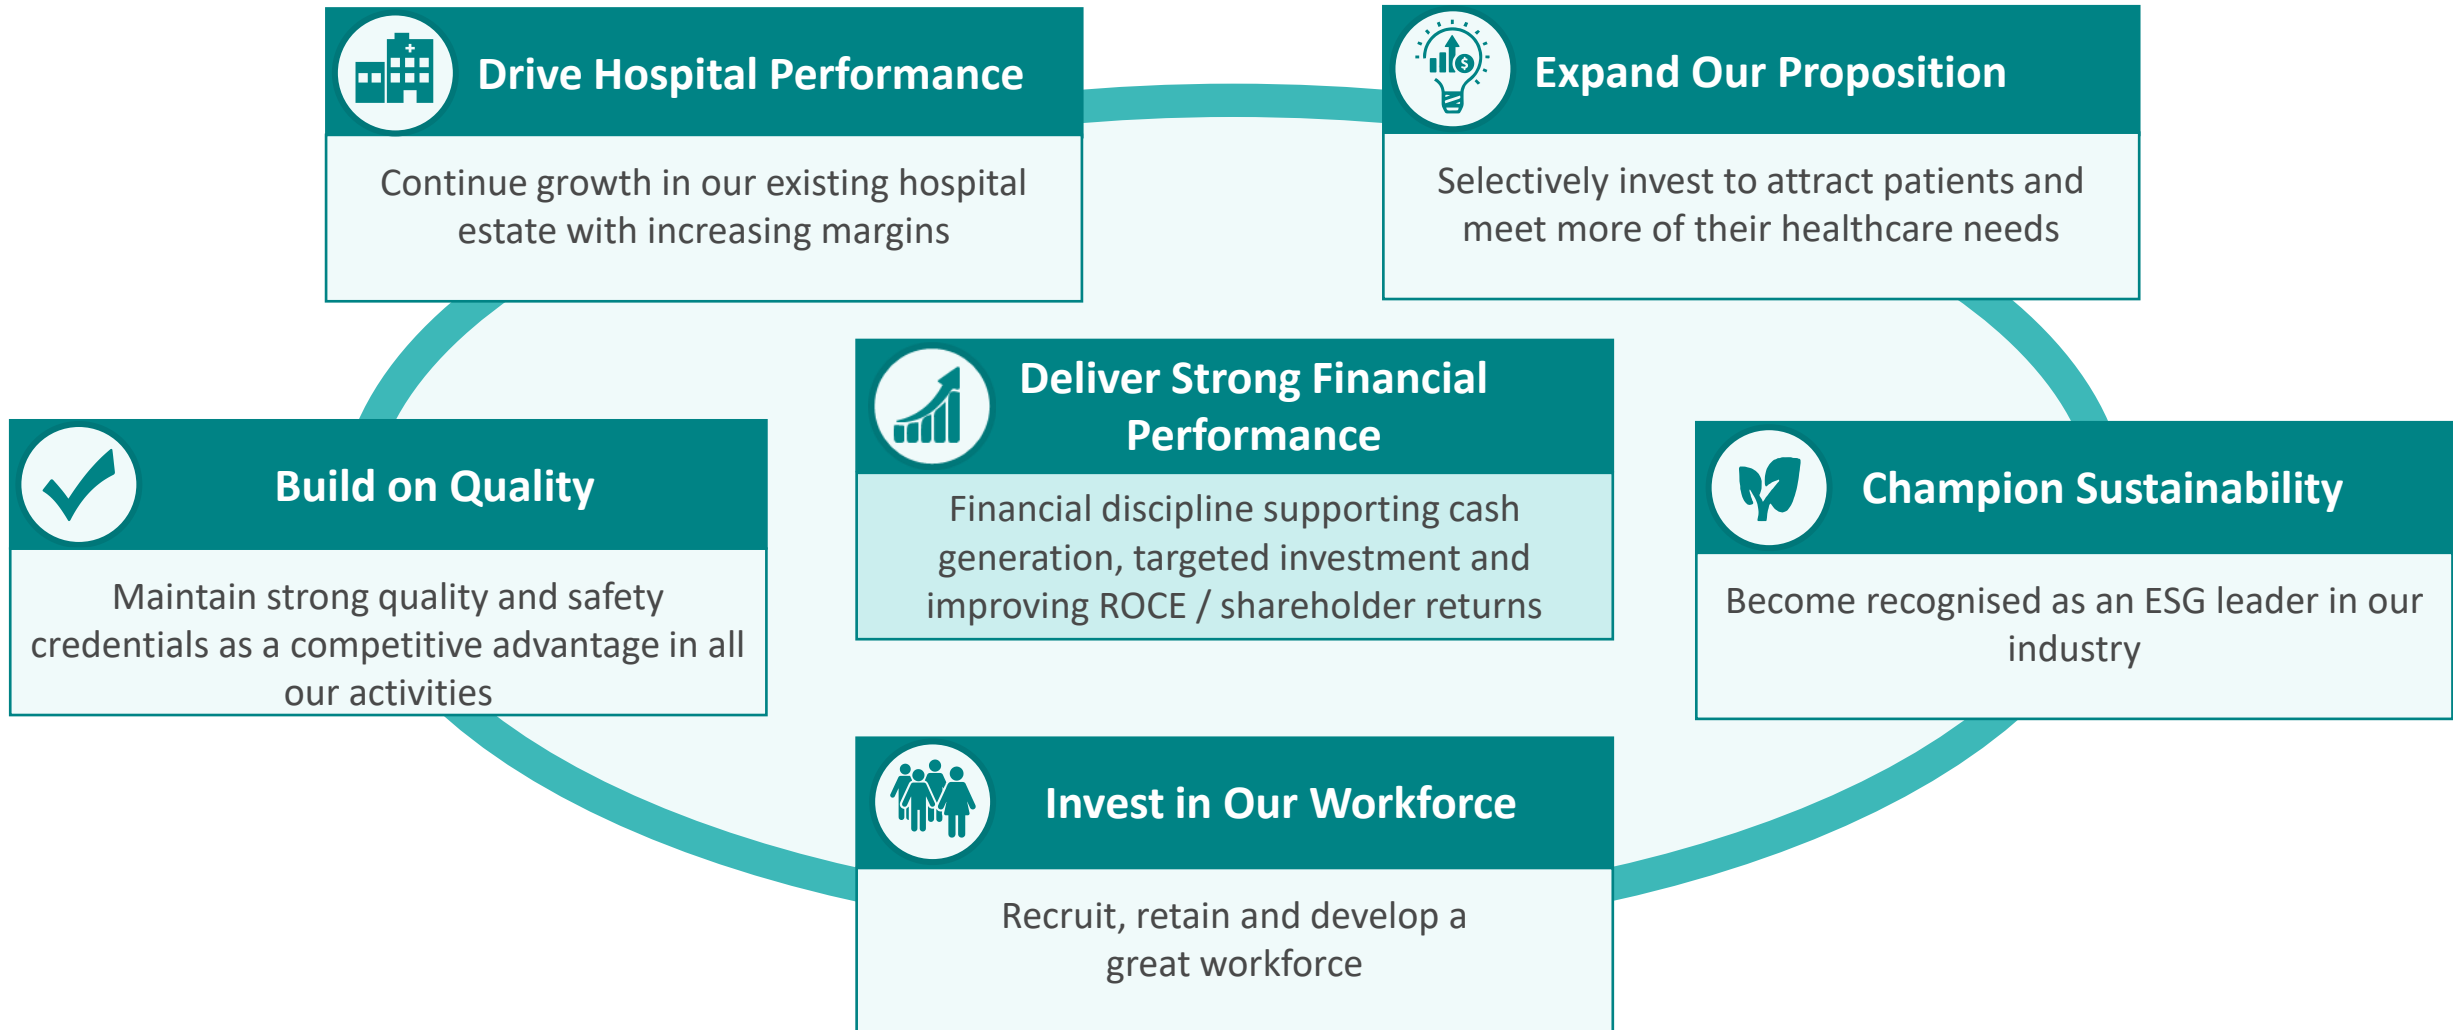 Drive Hospital Performance
Continue growth in our existing hospital
estate with increasing margins
Expand Our Proposition
Selectively invest to attract patients and
meet more of their healthcare needs
Deliver Strong Financial
Performance
Financial discipline supporting cash
generation, targeted investment and
improving ROCE / shareholder returns
Build on Quality
Maintain strong quality and safety
credentials as a competitive advantage in all
our activities
Champion Sustainability
Become recognised as an ESG leader in our
industry
Invest in Our Workforce
Recruit, retain and develop a
great workforce